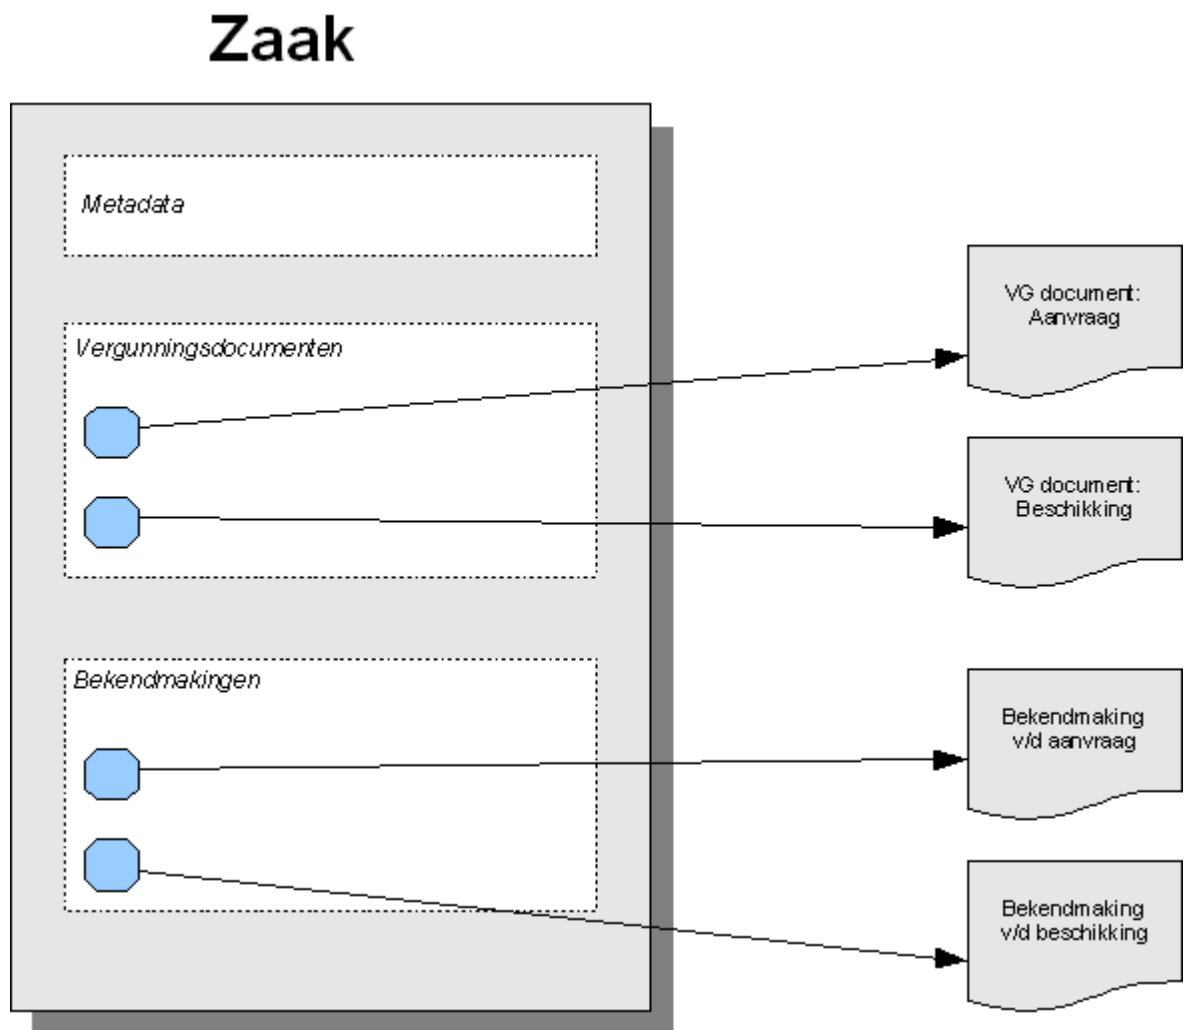 Zaak
Metadata
Vergunningsdocumenten
Bekendmakingen
VG document:
Aanvraag
VG document:
Beschikking
Bekendmaking
v/d aanvraag
Bekendmaking
v/d beschikking